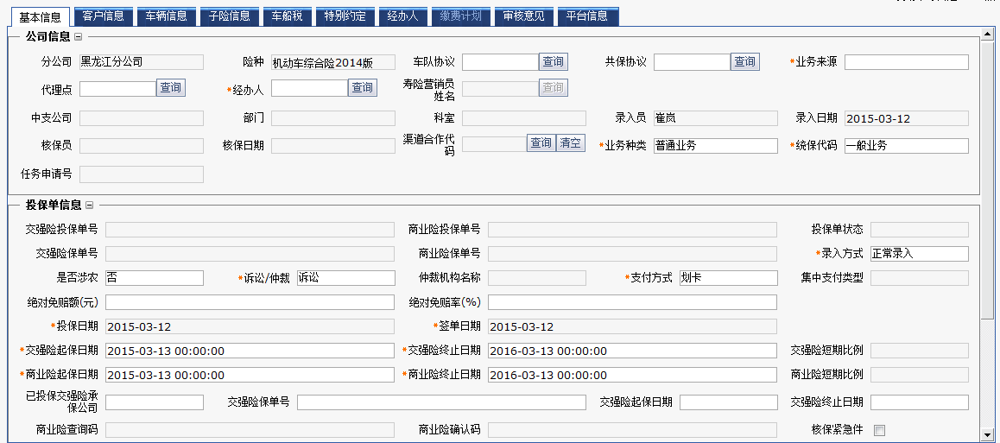 基本信息 客户信息 车辆信息 子险信息 车船税 特别约定 经办人 缴费计划 审核意见 平台信息
公司信息
分公司 黑龙江分公司 险种 机动车综合险2014版 车队协议 查询 共保协议 查询 *业务来源
代理点 查询 *经办人 查询 寿险营销员姓名 查询
中支公司 部门 科室 录入员 崔岚 录入日期 2015-03-12
核保员 核保日期 渠道合作代码 查询 清空 *业务种类 普通业务 *统保代码 一般业务
任务申请号
投保单信息
交强险投保单号 商业险投保单号 投保单状态
交强险保单号 商业险保单号 *录入方式 正常录入
是否涉农 否 *诉讼/仲裁 诉讼 仲裁机构名称 *支付方式 划卡 集中支付类型
绝对免赔额(元) 绝对免赔率(%)
*投保日期 2015-03-12 *签单日期 2015-03-12
*交强险起保日期 2015-03-13 00:00:00 *交强险终止日期 2016-03-13 00:00:00 交强险短期比例
*商业险起保日期 2015-03-13 00:00:00 *商业险终止日期 2016-03-13 00:00:00 商业险短期比例
已投保交强险承保公司 交强险保单号 交强险起保日期 交强险终止日期
商业险查询码 商业险确认码 核保紧急件